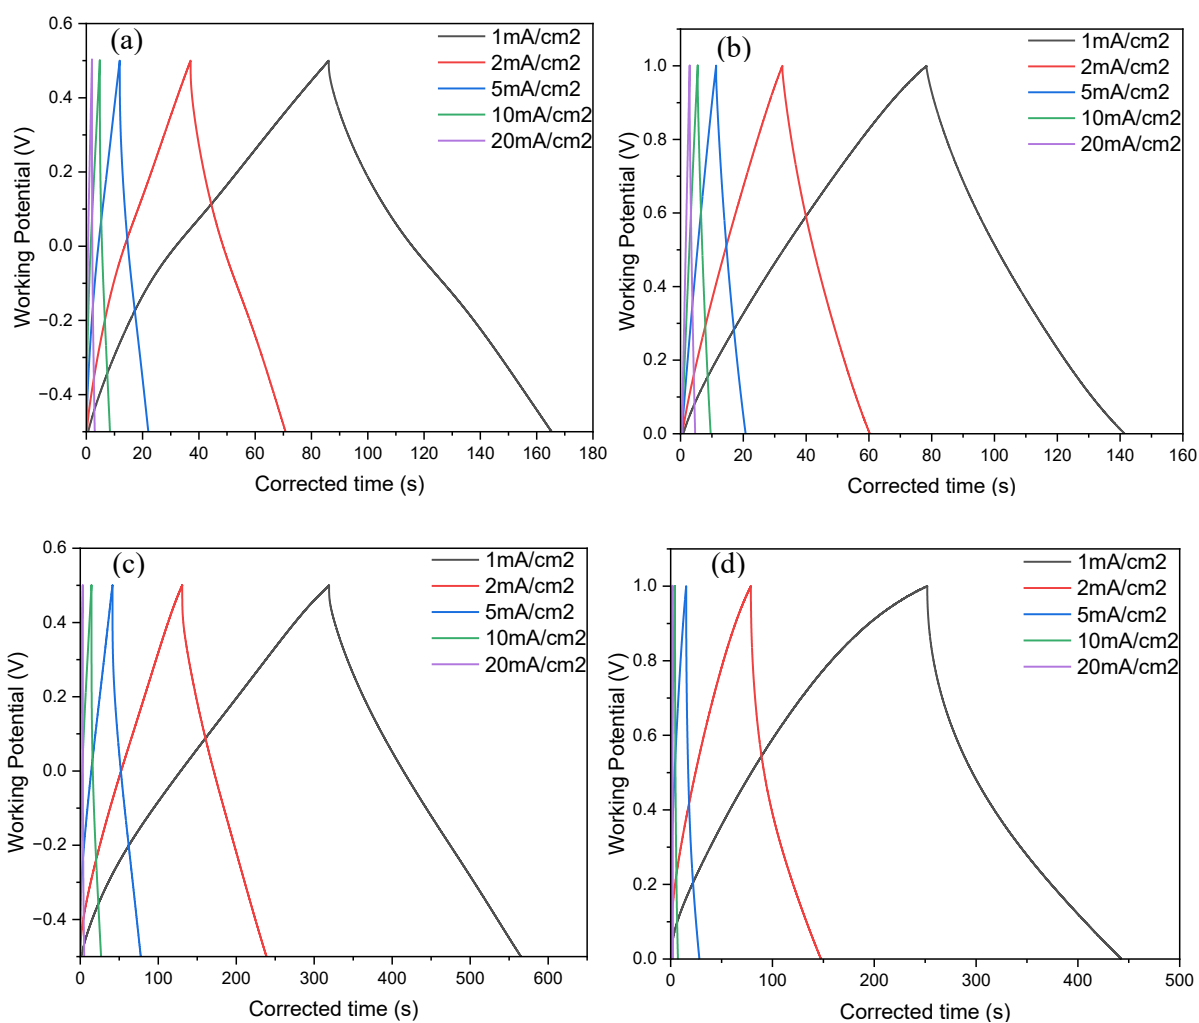 (a)
1mA/cm2
2mA/cm2
5mA/cm2
10mA/cm2
20mA/cm2
0.6
0.4
0.2
0.0
−0.2
−0.4
Working Potential (V)
0 20 40 60 80 100 120 140 160 180
Corrected time (s)
(b)
1mA/cm2
2mA/cm2
5mA/cm2
10mA/cm2
20mA/cm2
1.0
0.8
0.6
0.4
0.2
0.0
Working Potential (V)
0 20 40 60 80 100 120 140 160
Corrected time (s)
(c)
1mA/cm2
2mA/cm2
5mA/cm2
10mA/cm2
20mA/cm2
0.6
0.4
0.2
0.0
−0.2
−0.4
Working Potential (V)
0 100 200 300 400 500 600
Corrected time (s)
(d)
1mA/cm2
2mA/cm2
5mA/cm2
10mA/cm2
20mA/cm2
1.0
0.8
0.6
0.4
0.2
0.0
Working Potential (V)
0 100 200 300 400 500
Corrected time (s)